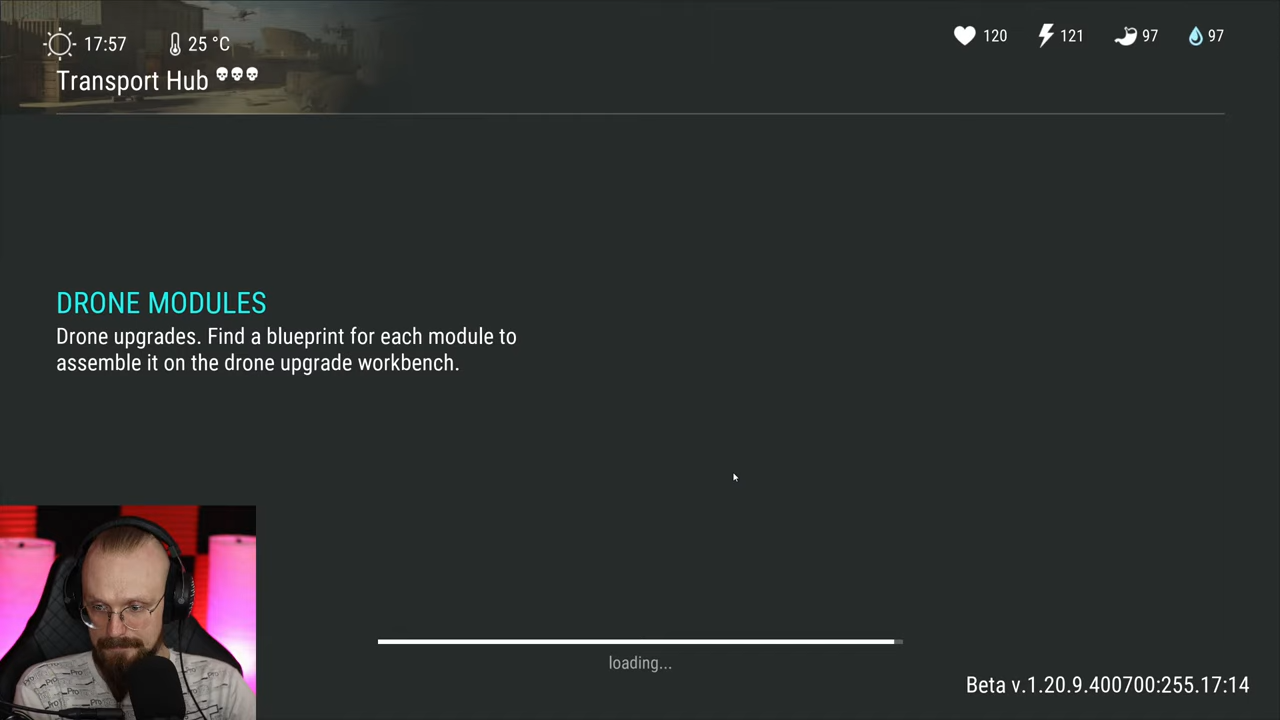 17:57 25 °C
Transport Hub
120 121 97 97
DRONE MODULES
Drone upgrades. Find a blueprint for each module to
assemble it on the drone upgrade workbench.
loading...
Beta v.1.20.9.400700:255.17:14